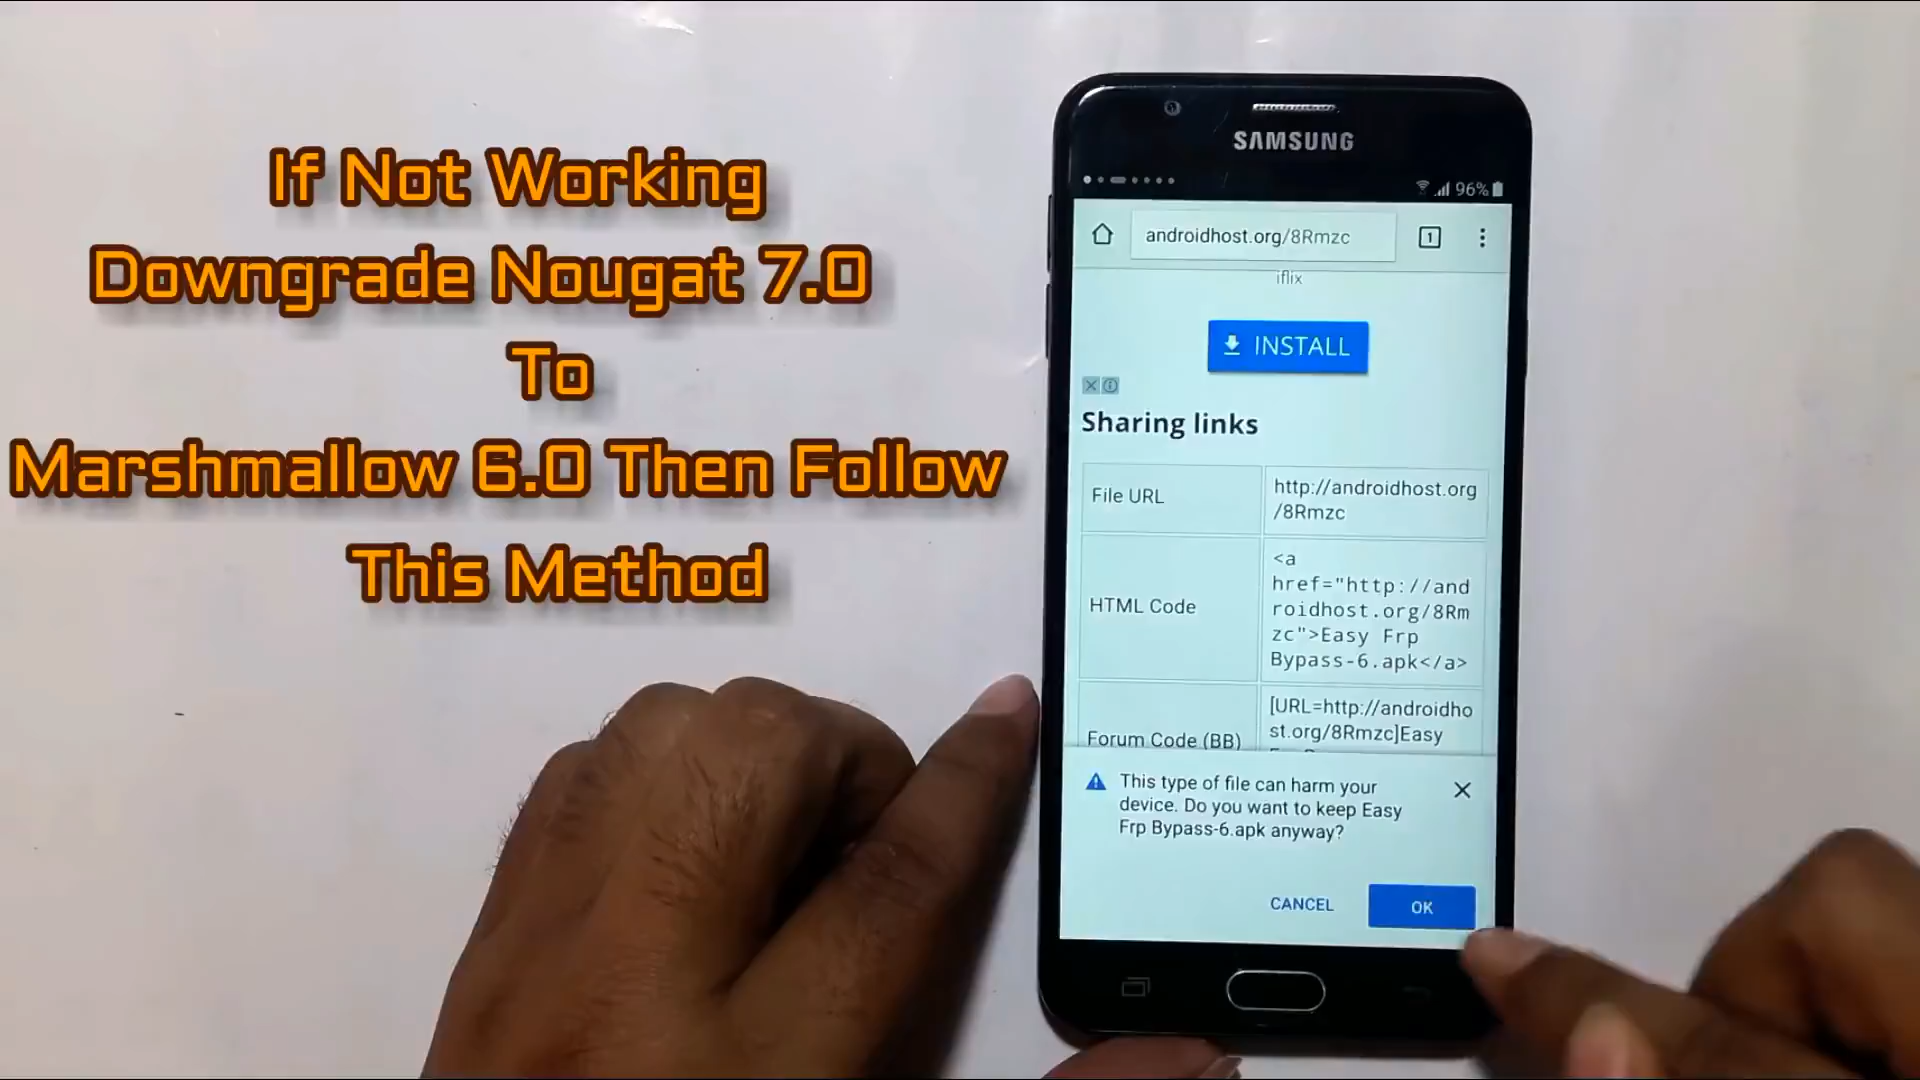 If Not Working
Downgrade Nougat 7.0
To
Marshmallow 6.0 Then Follow
This Method
SAMSUNG
96%
androidhost.org/8Rmzc
1
iflix
INSTALL
Sharing links
File URL
http://androidhost.org
/8Rmzc
HTML Code
<a
href="http://and
roidhost.org/8Rm
zc">Easy Frp
Bypass-6.apk</a>
Forum Code (BB)
[URL=http://androidho
st.org/8Rmzc]Easy
This type of file can harm your
device. Do you want to keep Easy
Frp Bypass-6.apk anyway?
CANCEL
OK